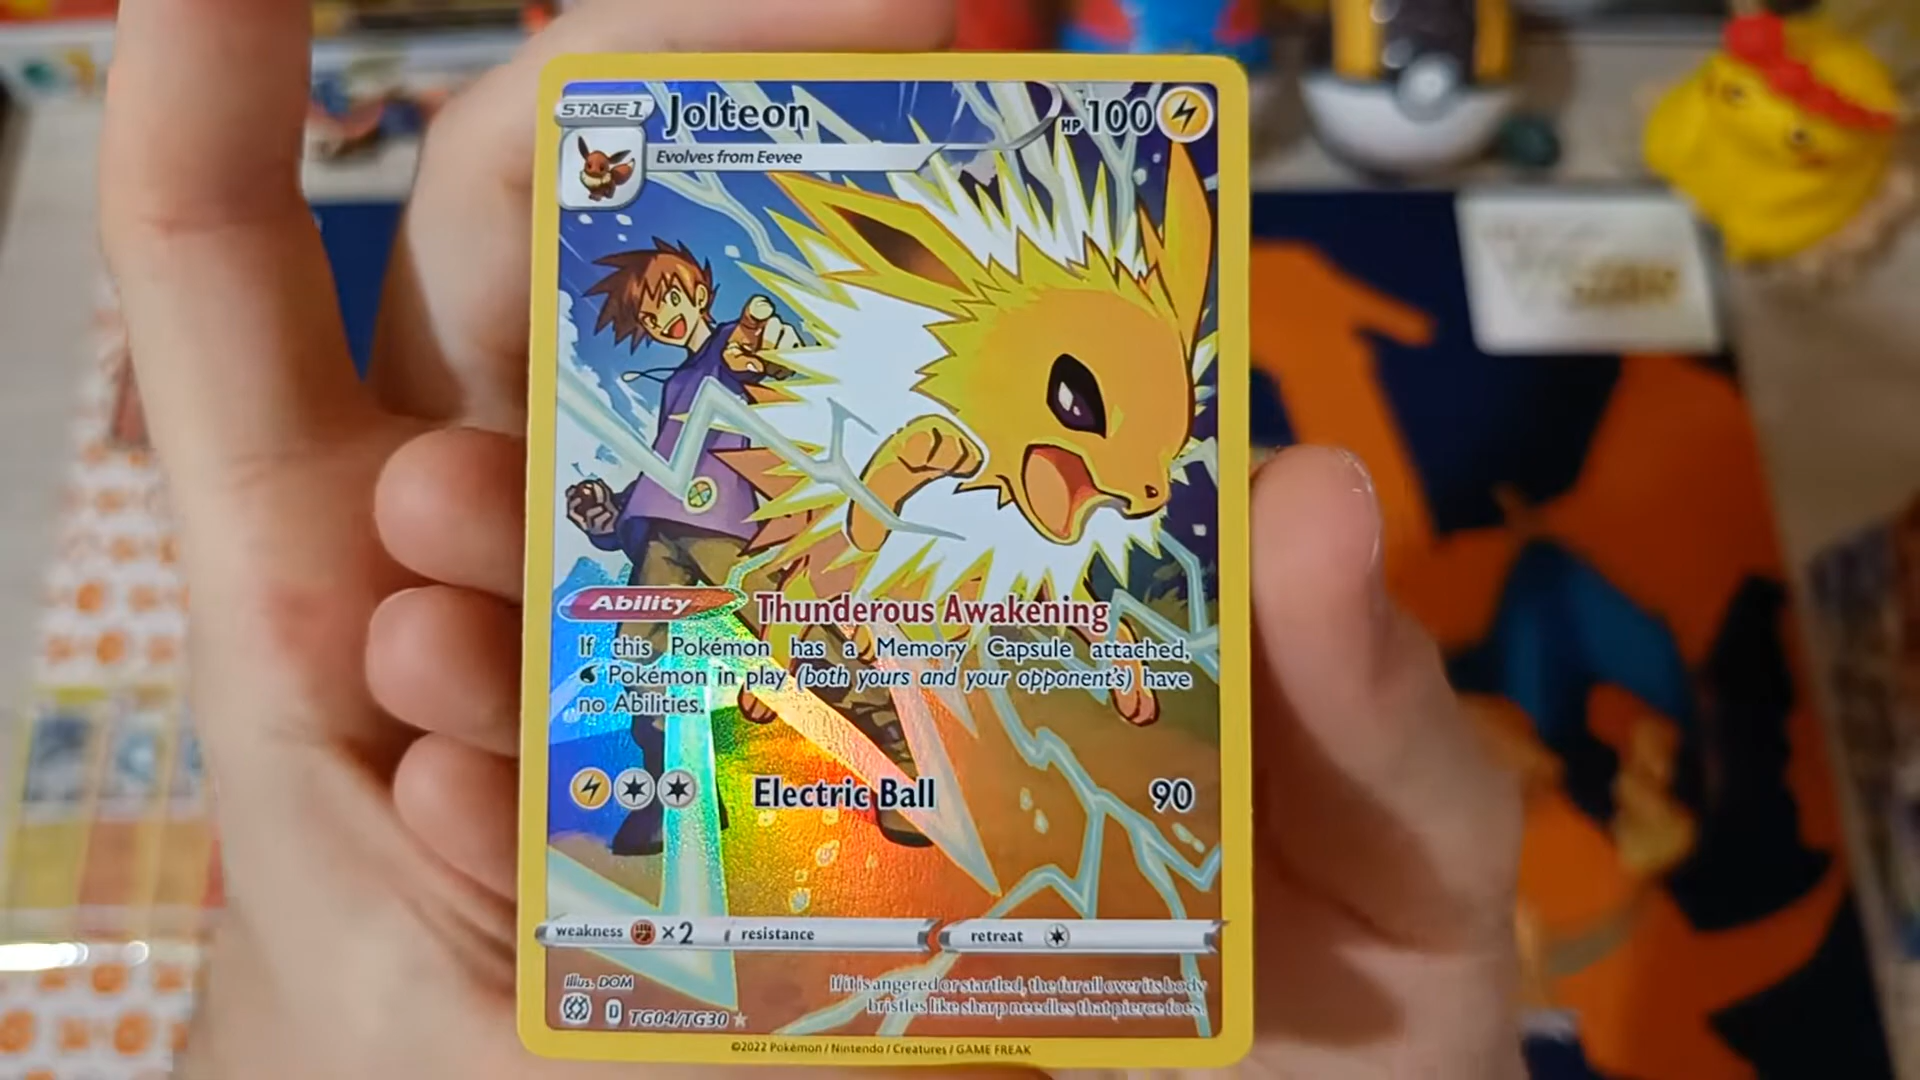 STAGE1
Jolteon
HP 100
Evolves from Eevee
Ability Thunderous Awakening
If this Pokémon has a Memory Capsule attached,
Pokémon in play (both yours and your opponent's) have
no Abilities.
Electric Ball 90
weakness ×2 resistance retreat
Illus. DOM
If it is angered or startled, the fur all over its body
bristles like sharp needles that pierce foes.
D TG04/TG30
©2022 Pokémon / Nintendo / Creatures / GAME FREAK